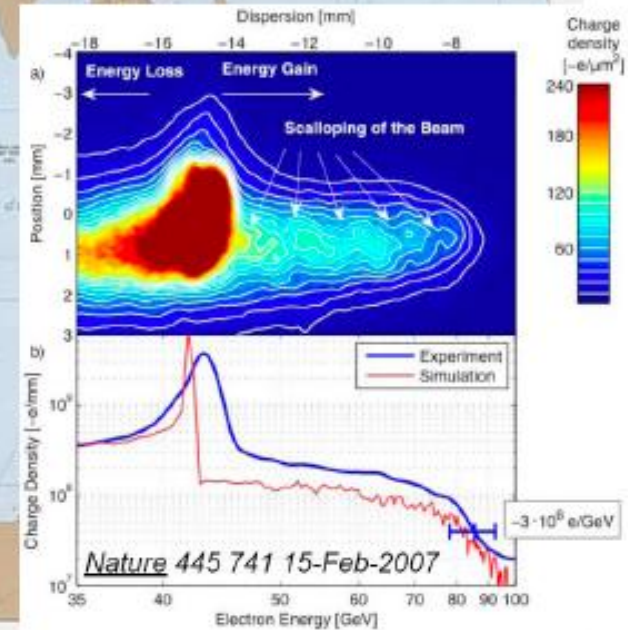 Dispersion [mm]
-18 -16 -14 -12 -10 -8
Charge
density
[-e/µm²]
a)
Energy Loss Energy Gain
Scalloping of the Beam
Position [mm]
-4
-3
-2
-1
0
1
2
3
240
180
120
60
b)
Experiment
Simulation
Charge Density [-e/mm]
10⁹
10⁸
10⁷
~3·10⁶ e/GeV
Nature 445 741 15-Feb-2007
35 40 50 60 70 80 90 100
Electron Energy [GeV]